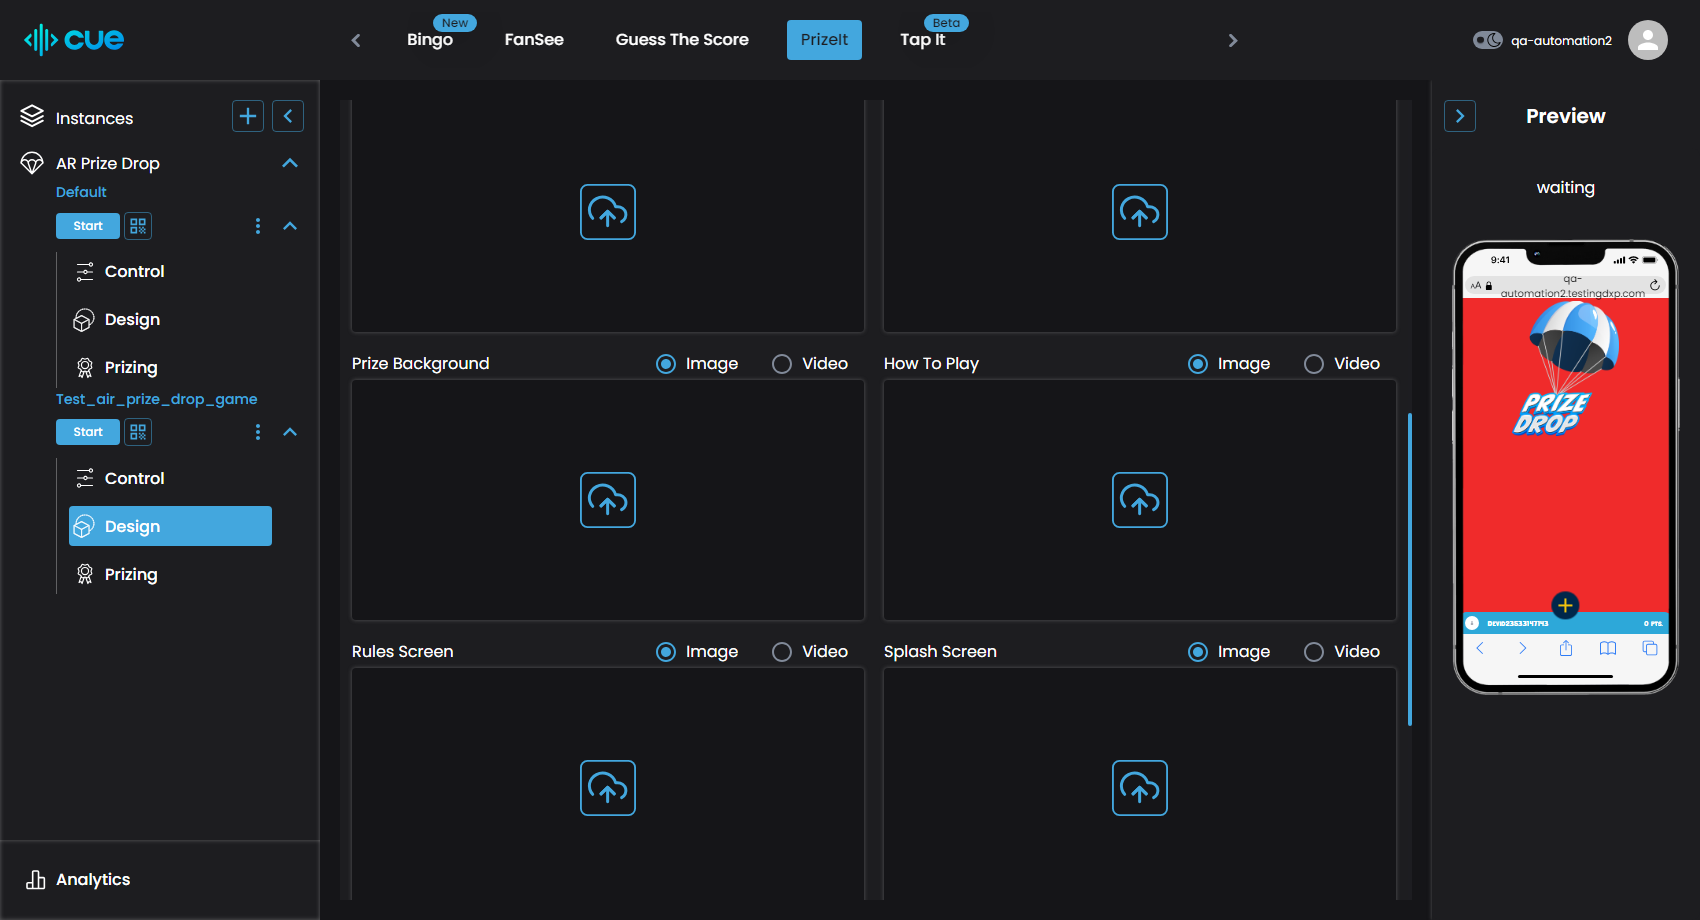 cue
Bingo
New
FanSee
Guess The Score
PrizeIt
Tap It
Beta
qa-automation2
Instances
AR Prize Drop
Default
Start
Control
Design
Prizing
Test_air_prize_drop_game
Start
Control
Design
Prizing
Analytics
Prize Background
Image
Video
How To Play
Image
Video
Rules Screen
Image
Video
Splash Screen
Image
Video
Preview
waiting
9:41
AA
qa-
automation2.testingdxp.com
PRIZE
DROP
0 PTS.